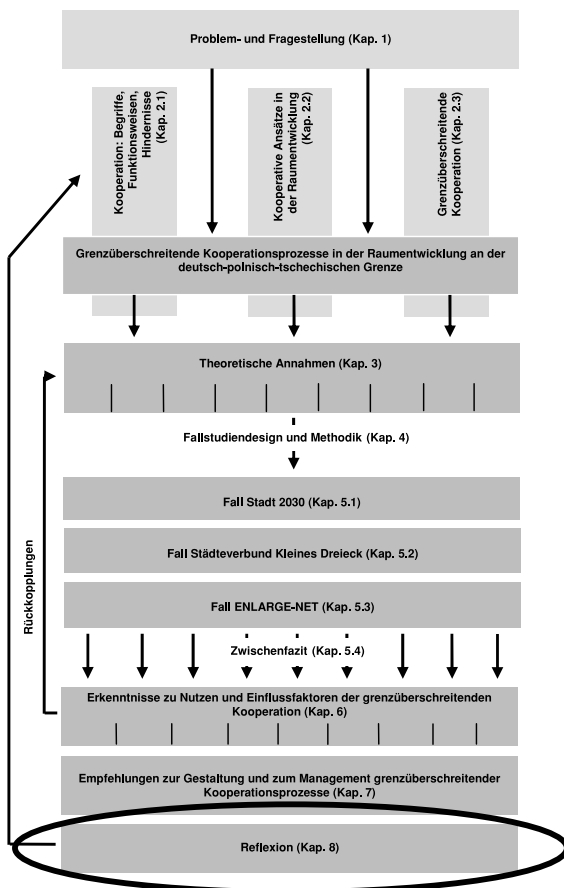 Problem- und Fragestellung (Kap. 1)
Kooperation: Begriffe,
Funktionsweisen,
Hindernisse
(Kap. 2.1)
Kooperative Ansätze in
der Raumentwicklung
(Kap. 2.2)
Grenzüberschreitende
Kooperation (Kap. 2.3)
Grenzüberschreitende Kooperationsprozesse in der Raumentwicklung an der
deutsch-polnisch-tschechischen Grenze
Theoretische Annahmen (Kap. 3)
Fallstudiendesign und Methodik (Kap. 4)
Fall Stadt 2030 (Kap. 5.1)
Fall Städteverbund Kleines Dreieck (Kap. 5.2)
Fall ENLARGE-NET (Kap. 5.3)
Rückkopplungen
Zwischenfazit (Kap. 5.4)
Erkenntnisse zu Nutzen und Einflussfaktoren der grenzüberschreitenden
Kooperation (Kap. 6)
Empfehlungen zur Gestaltung und zum Management grenzüberschreitender
Kooperationsprozesse (Kap. 7)
Reflexion (Kap. 8)